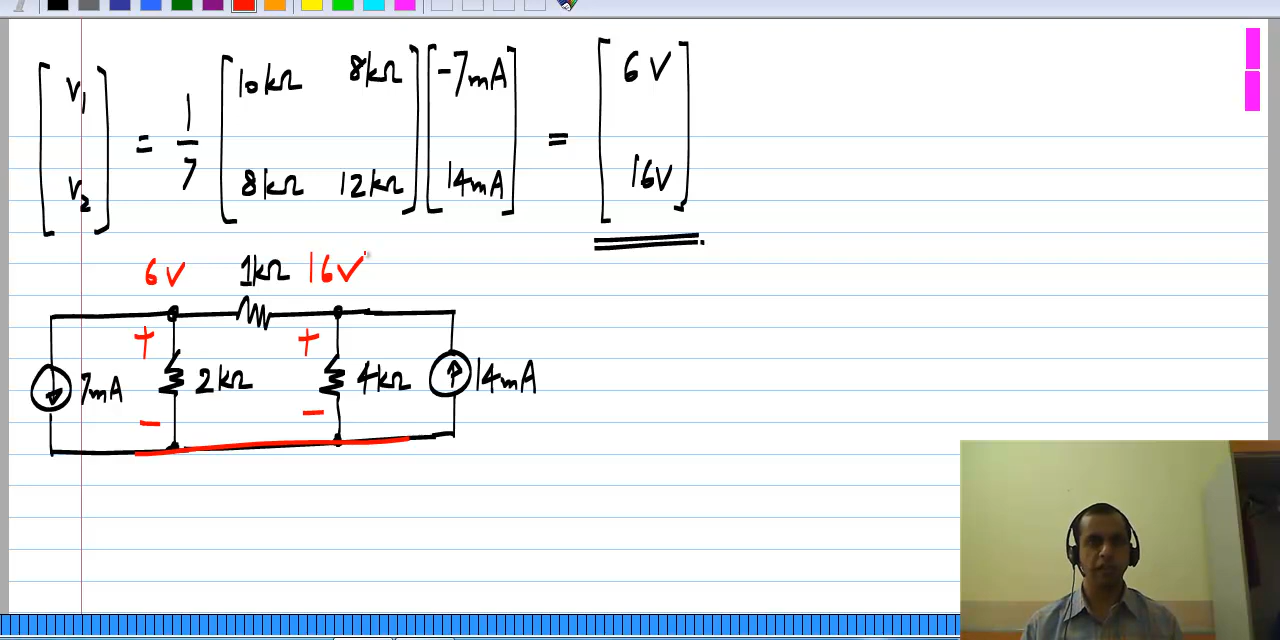 [v₁ v₂] = 1/7 [10kΩ 8kΩ 8kΩ 12kΩ] [-7mA 14mA] = [6V 16V]
6V 1kΩ 16V
+ +
7mA 2kΩ 4kΩ 14mA
- -